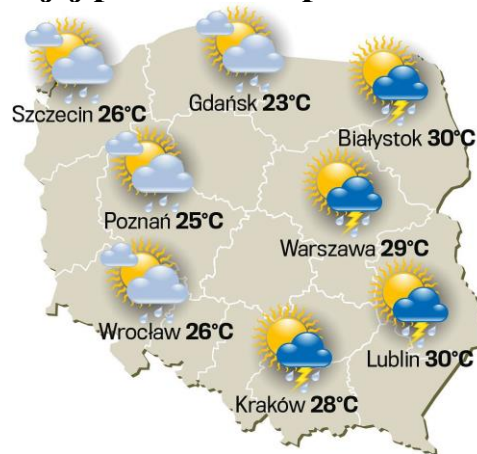 Gdańsk 23°C
Szczecin 26°C
Białystok 30°C
Poznań 25°C
Warszawa 29°C
Wrocław 26°C
Lublin 30°C
Kraków 28°C